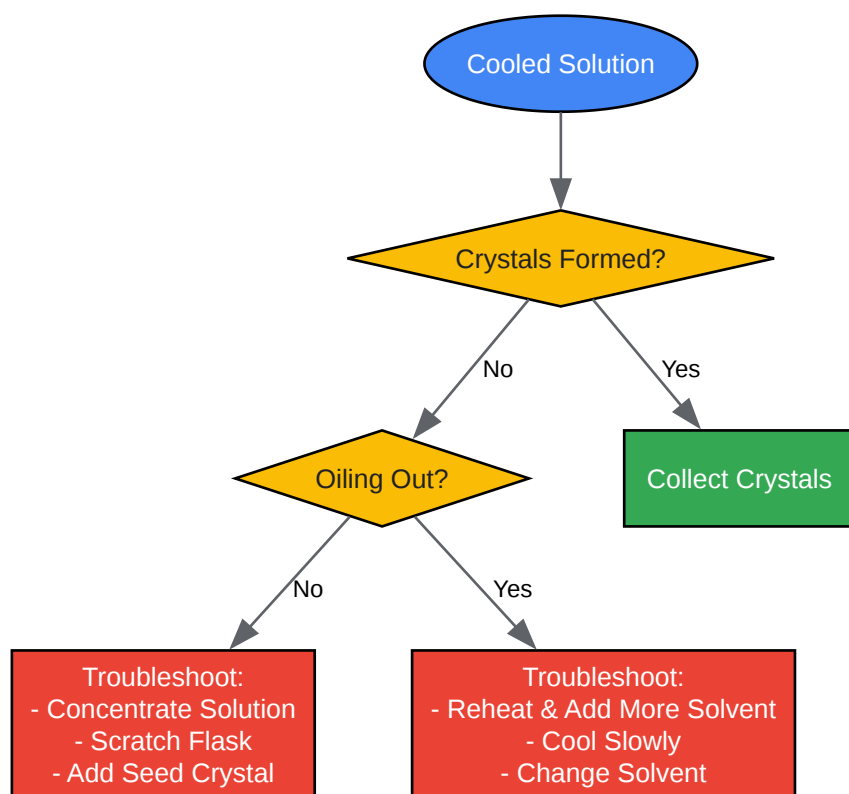 Cooled Solution
Crystals Formed?
No
Yes
Oiling Out?
Collect Crystals
No
Yes
Troubleshoot:
- Concentrate Solution
- Scratch Flask
- Add Seed Crystal
Troubleshoot:
- Reheat & Add More Solvent
- Cool Slowly
- Change Solvent